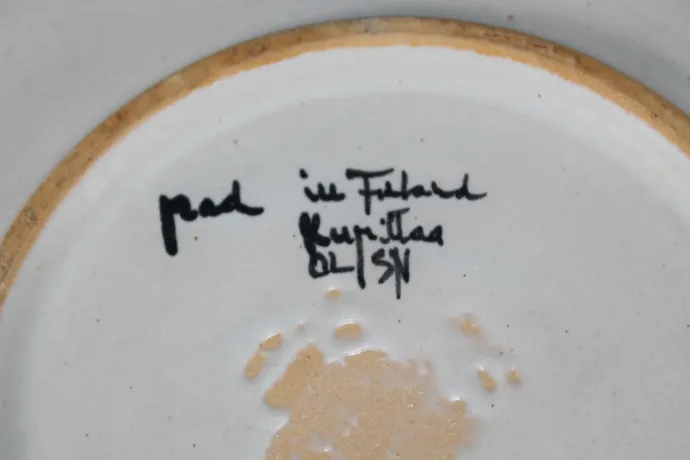 in Finland
Kupittaa
OL/SN